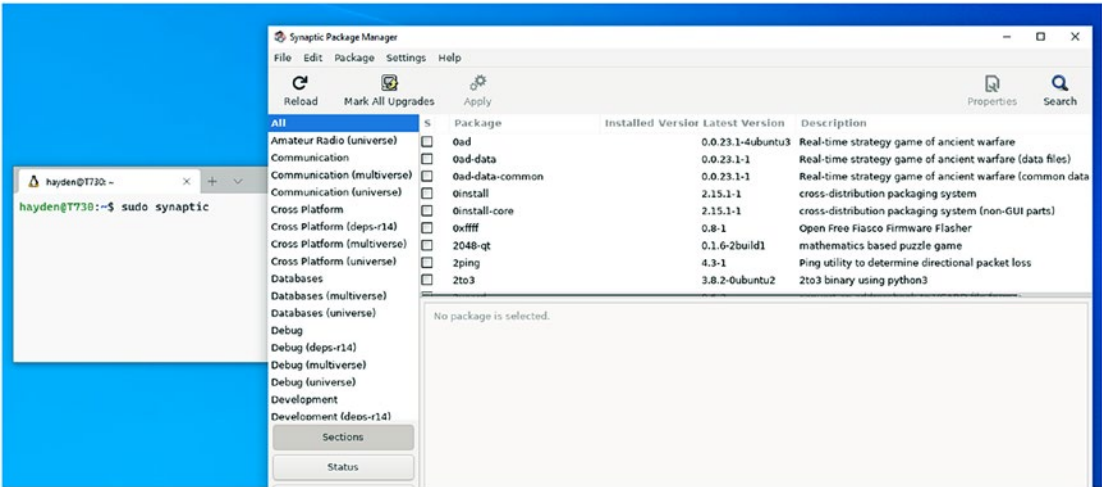 Synaptic Package Manager
File Edit Package Settings Help
Reload Mark All Upgrades Apply Properties Search
hayden@T730: ~
hayden@T730:~$ sudo synaptic
All
Amateur Radio (universe)
Communication
Communication (multiverse)
Communication (universe)
Cross Platform
Cross Platform (deps-r14)
Cross Platform (multiverse)
Cross Platform (universe)
Databases
Databases (multiverse)
Databases (universe)
Debug
Debug (deps-r14)
Debug (multiverse)
Debug (universe)
Development
Development (deps-r14)
Sections
Status
S Package Installed Version Latest Version Description
0ad 0.0.23.1-4ubuntu3 Real-time strategy game of ancient warfare
0ad-data 0.0.23.1-1 Real-time strategy game of ancient warfare (data files)
0ad-data-common 0.0.23.1-1 Real-time strategy game of ancient warfare (common data
0install 2.15.1-1 cross-distribution packaging system
0install-core 2.15.1-1 cross-distribution packaging system (non-GUI parts)
0xffff 0.8-1 Open Free Fiasco Firmware Flasher
2048-qt 0.1.6-2build1 mathematics based puzzle game
2ping 4.3-1 Ping utility to determine directional packet loss
2to3 3.8.2-0ubuntu2 2to3 binary using python3
No package is selected.